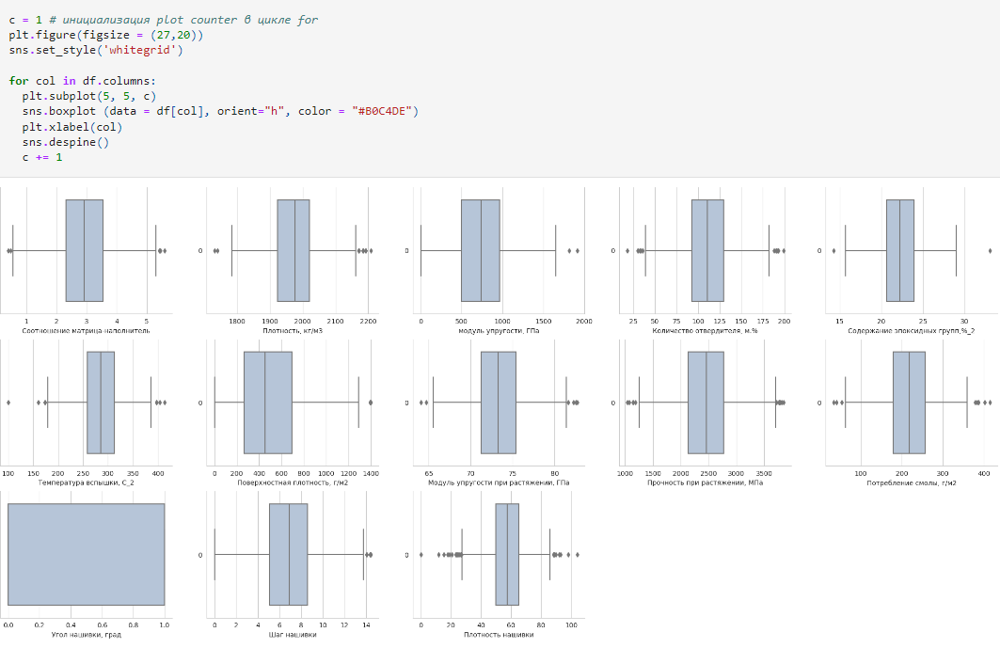 c = 1 # инициализация plot counter в цикле for
plt.figure(figsize = (27,20))
sns.set_style('whitegrid')
for col in df.columns:
plt.subplot(5, 5, c)
sns.boxplot (data = df[col], orient="h", color = "#B0C4DE")
plt.xlabel(col)
sns.despine()
c += 1
0 0 0 0
1 2 3 4 5
1800 1900 2000 2100 2200
0 500 1000 1500 2000
25 50 75 100 125 150 175 200
15 20 25 30
Соотношение матрица-наполнитель
Плотность, кг/м3
модуль упругости, ГПа
Количество отвердителя, м.%
Содержание эпоксидных групп,%_2
0 0 0 0
100 150 200 250 300 350 400
0 200 400 600 800 1000 1200 1400
65 70 75 80
1000 1500 2000 2500 3000 3500
100 200 300 400
Температура вспышки, С_2
Поверхностная плотность, г/м2
Модуль упругости при растяжении, ГПа
Прочность при растяжении, МПа
Потребление смолы, г/м2
0 0
0.0 0.2 0.4 0.6 0.8 1.0
0 2 4 6 8 10 12 14
0 20 40 60 80 100
Угол нашивки, град
Шаг нашивки
Плотность нашивки